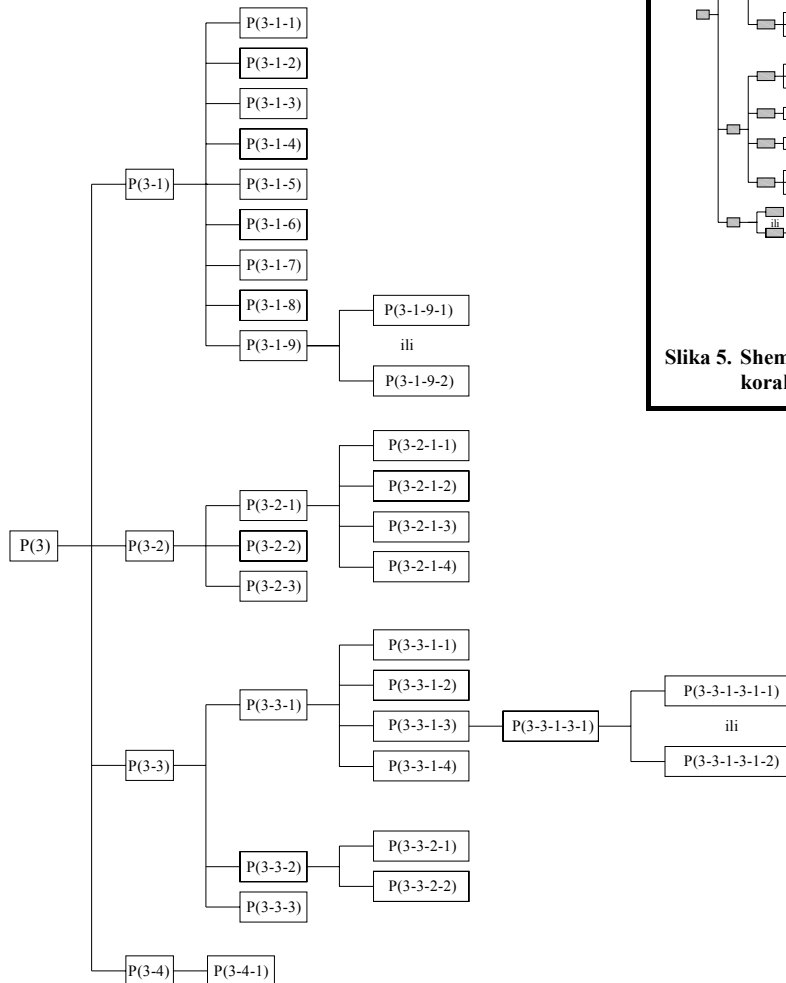 P(3-1-1)
P(3-1-2)
P(3-1-3)
P(3-1-4)
P(3-1)
P(3-1-5)
P(3-1-6)
P(3-1-7)
P(3-1-8)
P(3-1-9)
P(3-1-9-1)
ili
P(3-1-9-2)
P(3)
P(3-2)
P(3-2-1)
P(3-2-2)
P(3-2-3)
P(3-2-1-1)
P(3-2-1-2)
P(3-2-1-3)
P(3-2-1-4)
P(3-3)
P(3-3-1)
P(3-3-1-1)
P(3-3-1-2)
P(3-3-1-3)
P(3-3-1-4)
P(3-3-1-3-1)
P(3-3-1-3-1-1)
ili
P(3-3-1-3-1-2)
P(3-3-2)
P(3-3-2-1)
P(3-3-2-2)
P(3-3-3)
P(3-4)
P(3-4-1)
ili
Slika 5. Shem
koral